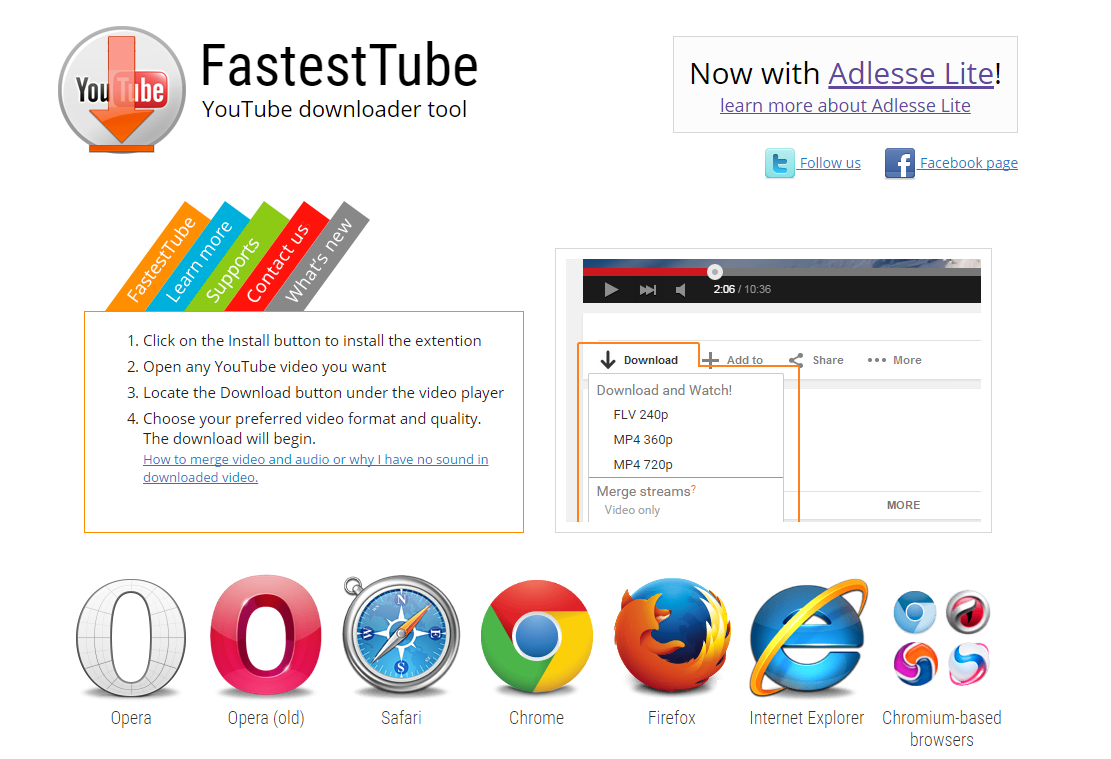 YouTube
FastestTube
YouTube downloader tool
Now with Adlesse Lite!
learn more about Adlesse Lite
Follow us
Facebook page
FastestTube
Learn more
Supports
Contact us
What's new
1. Click on the Install button to install the extention
2. Open any YouTube video you want
3. Locate the Download button under the video player
4. Choose your preferred video format and quality.
The download will begin.
How to merge video and audio or why I have no sound in
downloaded video.
2:06 / 10:36
Download
Add to
Share
More
Download and Watch!
FLV 240p
MP4 360p
MP4 720p
Merge streams?
Video only
MORE
N
W
E
S
Opera
Opera (old)
Safari
Chrome
Firefox
Internet Explorer
Chromium-based
browsers